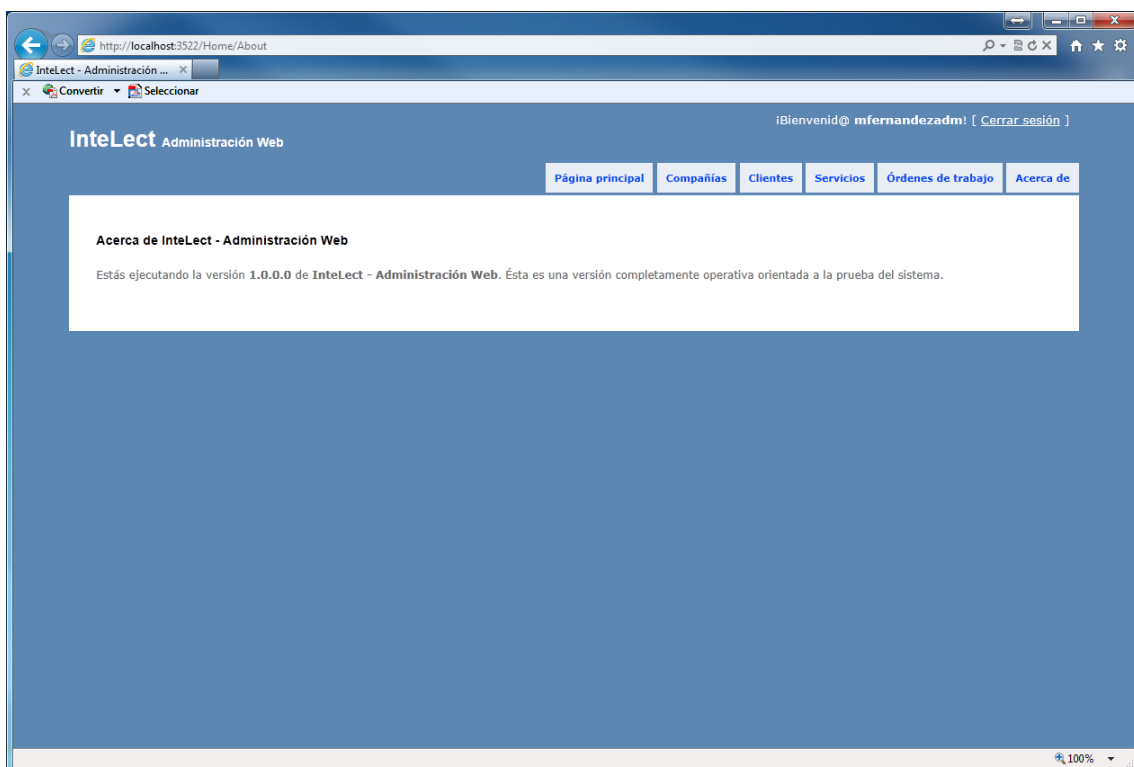 http://localhost:3522/Home/About
InteLect - Administración ...
x Convertir Seleccionar
¡Bienvenid@ mfernandezadm! [ Cerrar sesión ]
InteLect Administración Web
Página principal Compañías Clientes Servicios Órdenes de trabajo Acerca de
Acerca de InteLect - Administración Web
Estás ejecutando la versión 1.0.0.0 de InteLect - Administración Web. Ésta es una versión completamente operativa orientada a la prueba del sistema.
100%